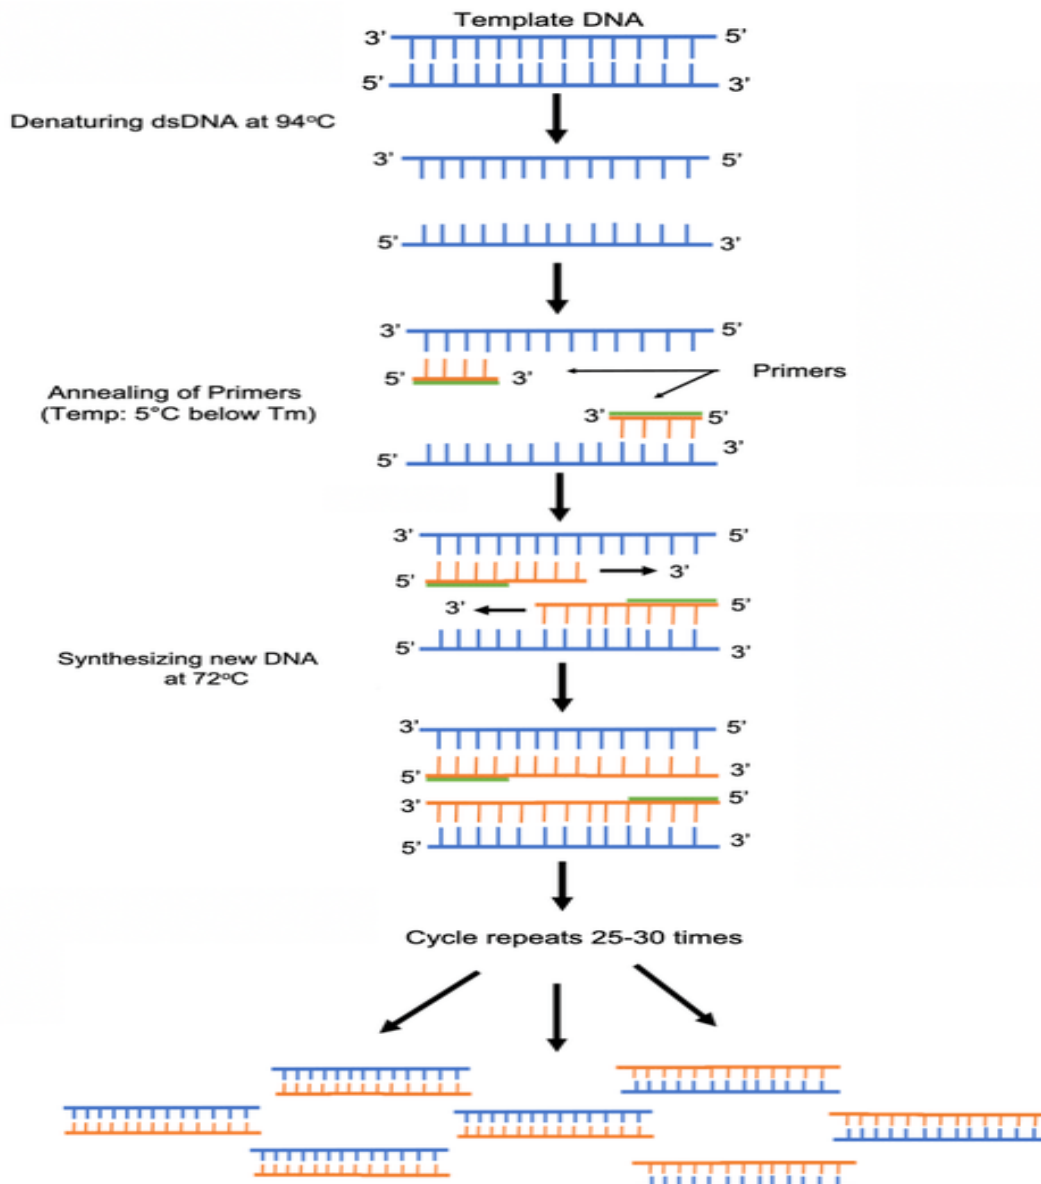 Template DNA
3’ 5’
5’ 3’
Denaturing dsDNA at 94°C
3’ 5’
5’ 3’
3’ 5’
5’ 3’ Primers
Annealing of Primers
(Temp: 5°C below Tm)
3’ 5’
5’ 3’
3’ 5’
5’ 3’
3’ 5’
5’ 3’
Synthesizing new DNA
at 72°C
3’ 5’
5’ 3’
3’ 5’
5’ 3’
Cycle repeats 25-30 times